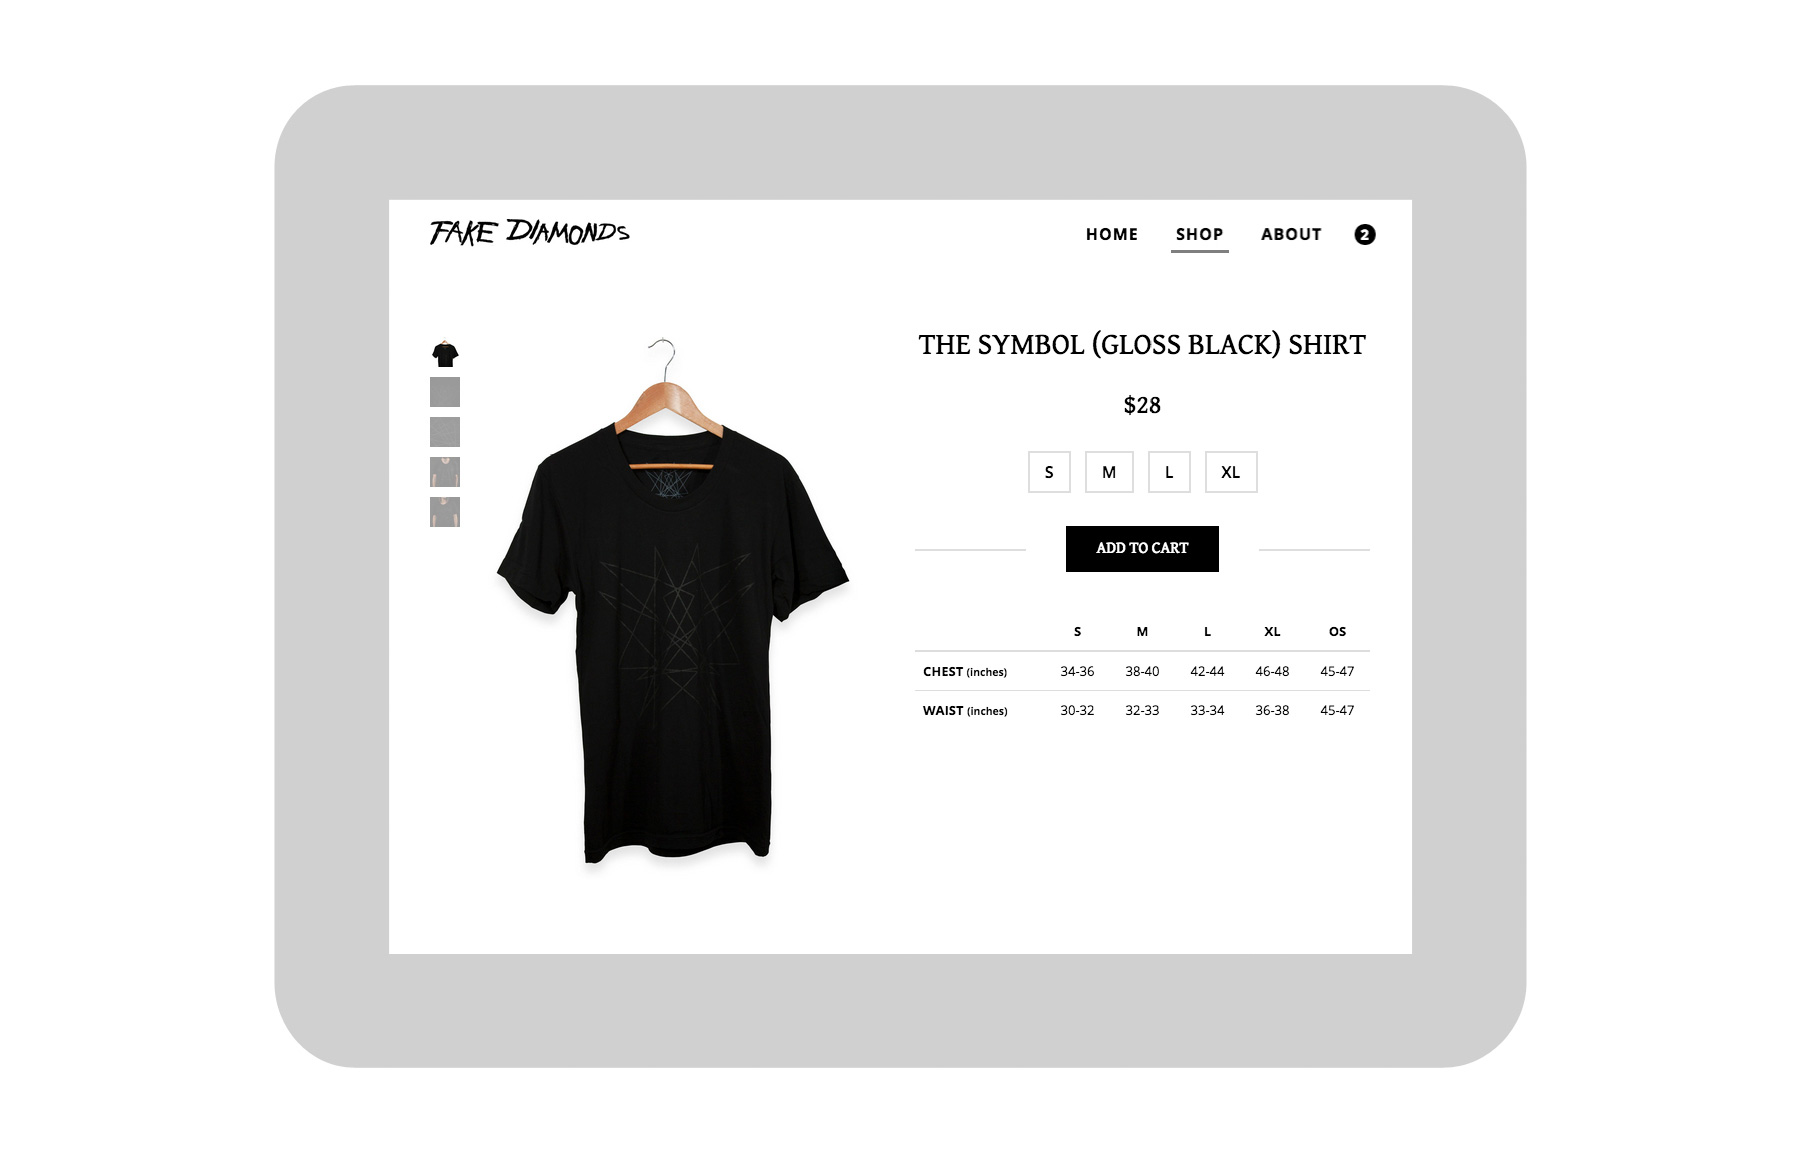 FAKE DIAMONDS
HOME SHOP ABOUT 2
THE SYMBOL (GLOSS BLACK) SHIRT
$28
S M L XL
ADD TO CART
S M L XL OS
CHEST (inches) 34-36 38-40 42-44 46-48 45-47
WAIST (inches) 30-32 32-33 33-34 36-38 45-47